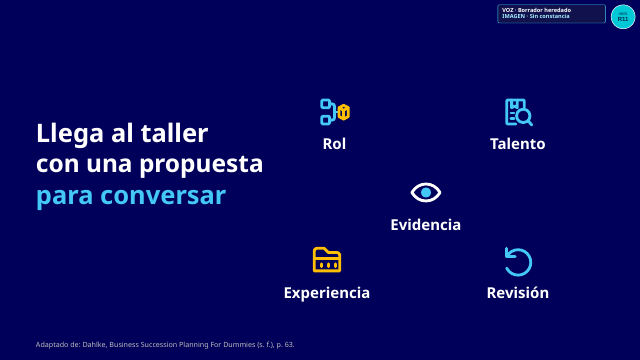 VOZ · Borrador heredado
IMAGEN · Sin constancia
R11
Llega al taller
con una propuesta
para conversar
Rol
Talento
Evidencia
Experiencia
Revisión
Adaptado de: Dahlke, Business Succession Planning For Dummies (s. f.), p. 63.